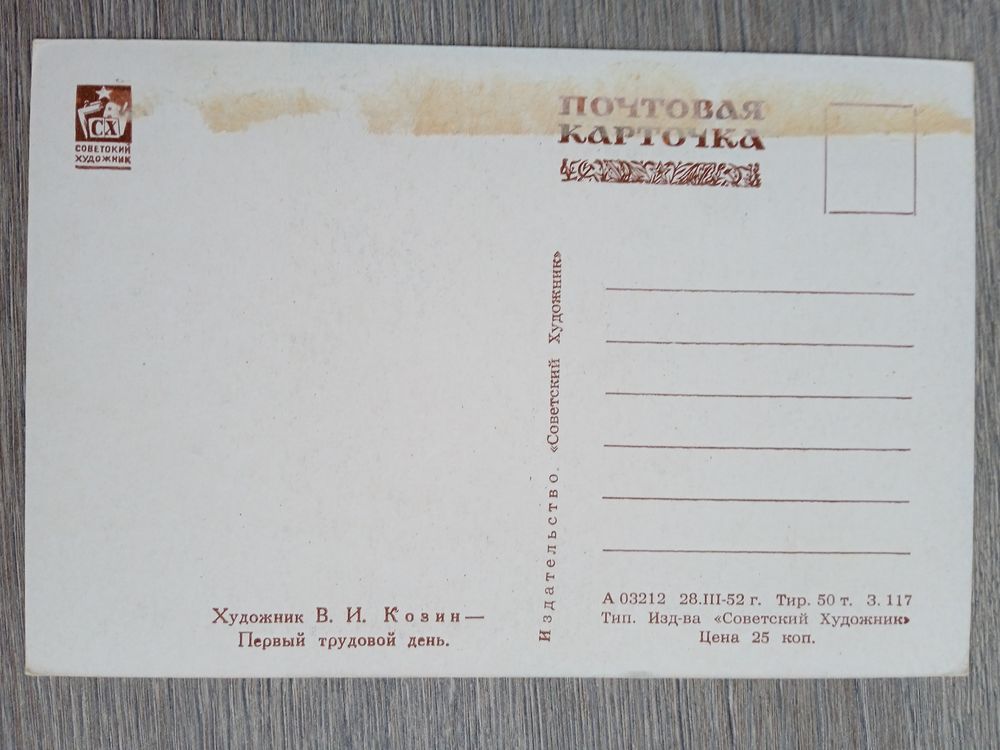 СХ
СОВЕТСКИЙ
ХУДОЖНИК
ПОЧТОВАЯ
КАРТОЧКА
Издательство. «Советский Художник»
Художник В. И. Козин —
Первый трудовой день.
А 03212 28.III-52 г. Тир. 50 т. З. 117
Тип. Изд-ва «Советский Художник»
Цена 25 коп.